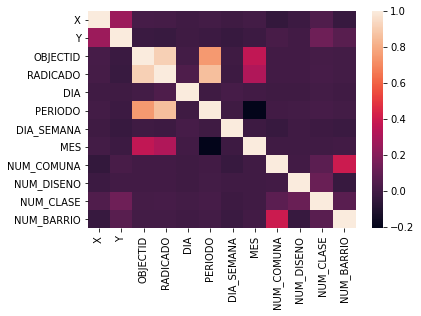 X
Y
OBJECTID
RADICADO
DIA
PERIODO
DIA_SEMANA
MES
NUM_COMUNA
NUM_DISENO
NUM_CLASE
NUM_BARRIO
X
Y
OBJECTID
RADICADO
DIA
PERIODO
DIA_SEMANA
MES
NUM_COMUNA
NUM_DISENO
NUM_CLASE
NUM_BARRIO
1.0
0.8
0.6
0.4
0.2
0.0
−0.2